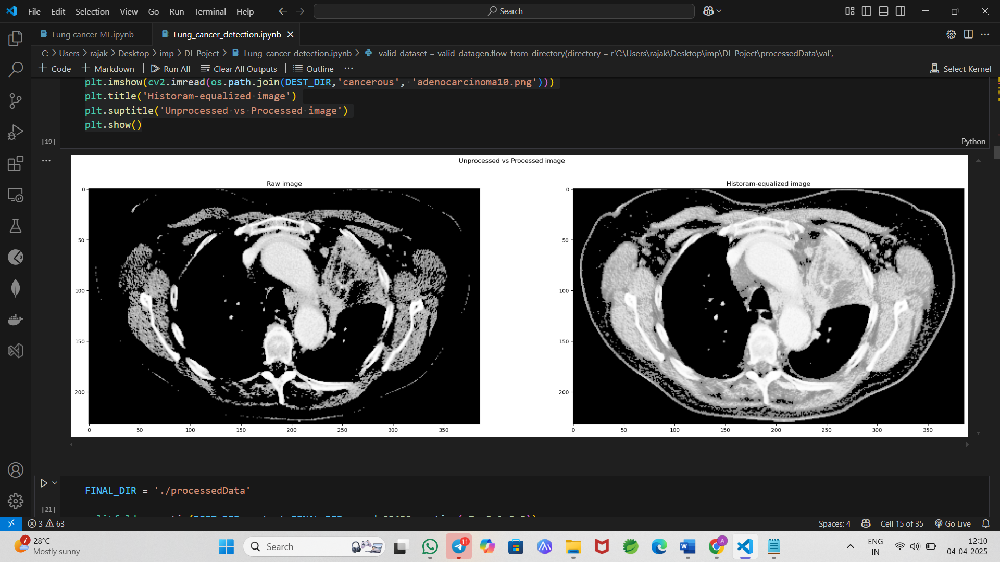 File Edit Selection View Go Run Terminal Help
Search
Lung cancer ML.ipynb
Lung_cancer_detection.ipynb
C: > Users > rajak > Desktop > imp > DL Poject > Lung_cancer_detection.ipynb > valid_dataset = valid_datagen.flow_from_directory(directory = r'C:\Users\rajak\Desktop\imp\DL Poject\processedData\val',
+ Code + Markdown | Run All Clear All Outputs | Outline ...
Select Kernel
plt.imshow(cv2.imread(os.path.join(DEST_DIR,'cancerous', 'adenocarcinoma10.png')))
plt.title('Historam-equalized image')
plt.suptitle('Unprocessed vs Processed image')
plt.show()
[19]
Python
Unprocessed vs Processed image
Raw image
0
50
100
150
200
0 50 100 150 200 250 300 350
Historam-equalized image
0
50
100
150
200
0 50 100 150 200 250 300 350
FINAL_DIR = './processedData'
[21]
3 63
Spaces: 4
Cell 15 of 35
Go Live
7
28°C
Mostly sunny
Search
11
A
ENG
IN
12:10
04-04-2025